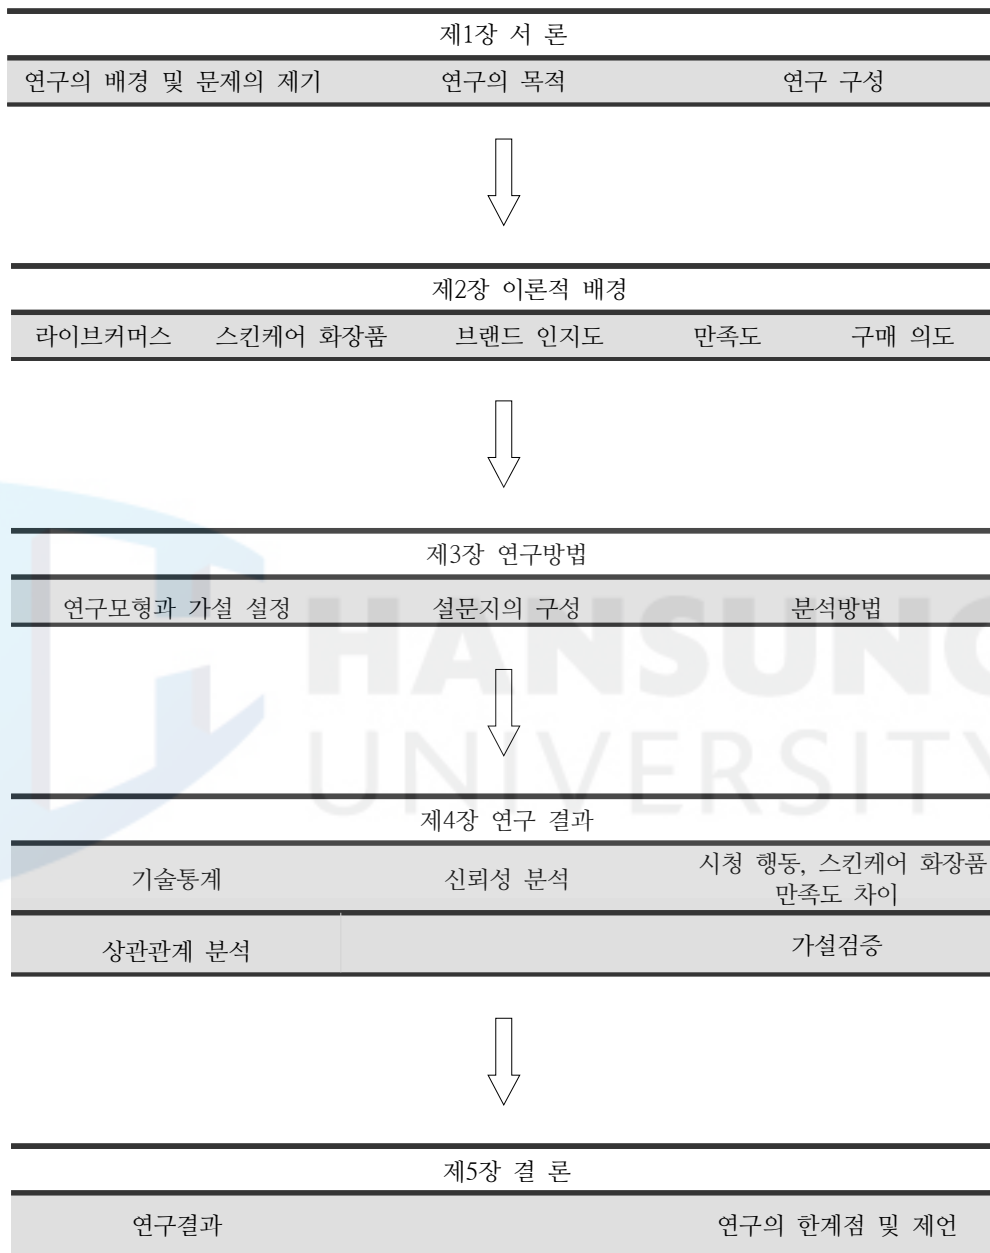 제1장 서 론
연구의 배경 및 문제의 제기 연구의 목적 연구 구성
제2장 이론적 배경
라이브커머스 스킨케어 화장품 브랜드 인지도 만족도 구매 의도
제3장 연구방법
연구모형과 가설 설정 설문지의 구성 분석방법
HANSUNG
UNIVERSITY
제4장 연구 결과
기술통계 신뢰성 분석 시청 행동, 스킨케어 화장품
만족도 차이
상관관계 분석 가설검증
제5장 결 론
연구결과 연구의 한계점 및 제언